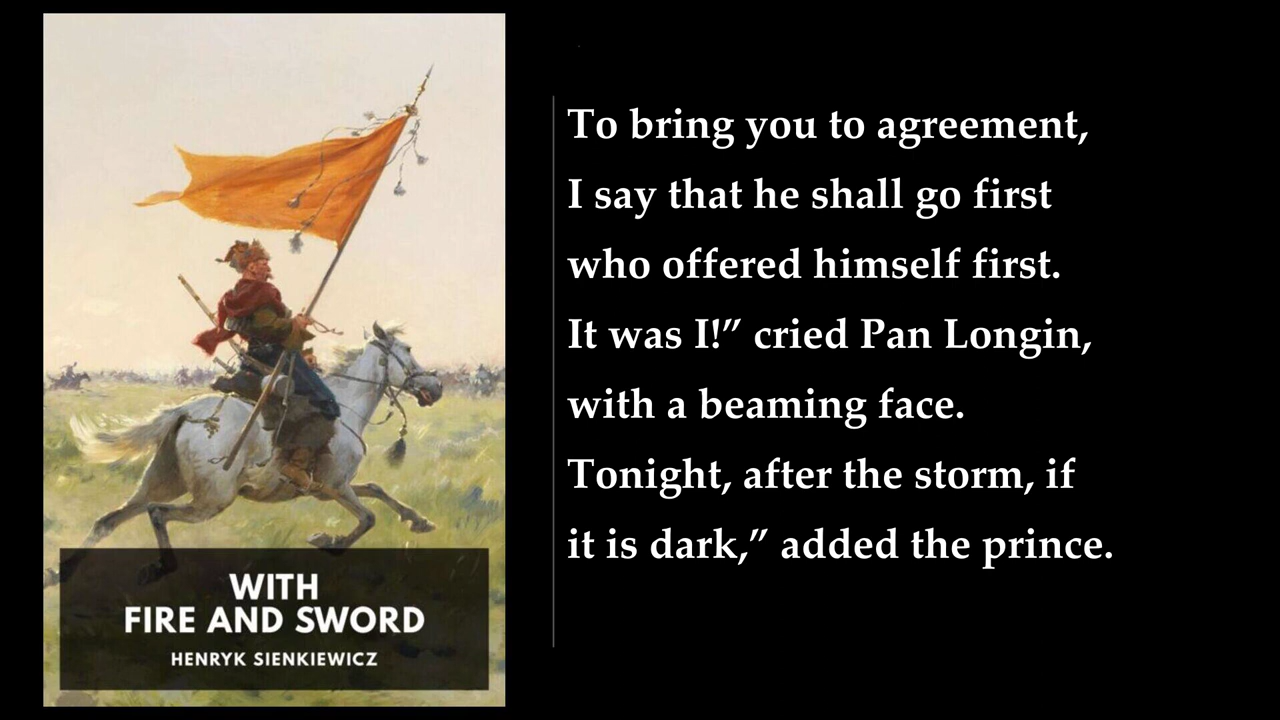 WITH
FIRE AND SWORD
HENRYK SIENKIEWICZ
To bring you to agreement,
I say that he shall go first
who offered himself first.
It was I!” cried Pan Longin,
with a beaming face.
Tonight, after the storm, if
it is dark,” added the prince.